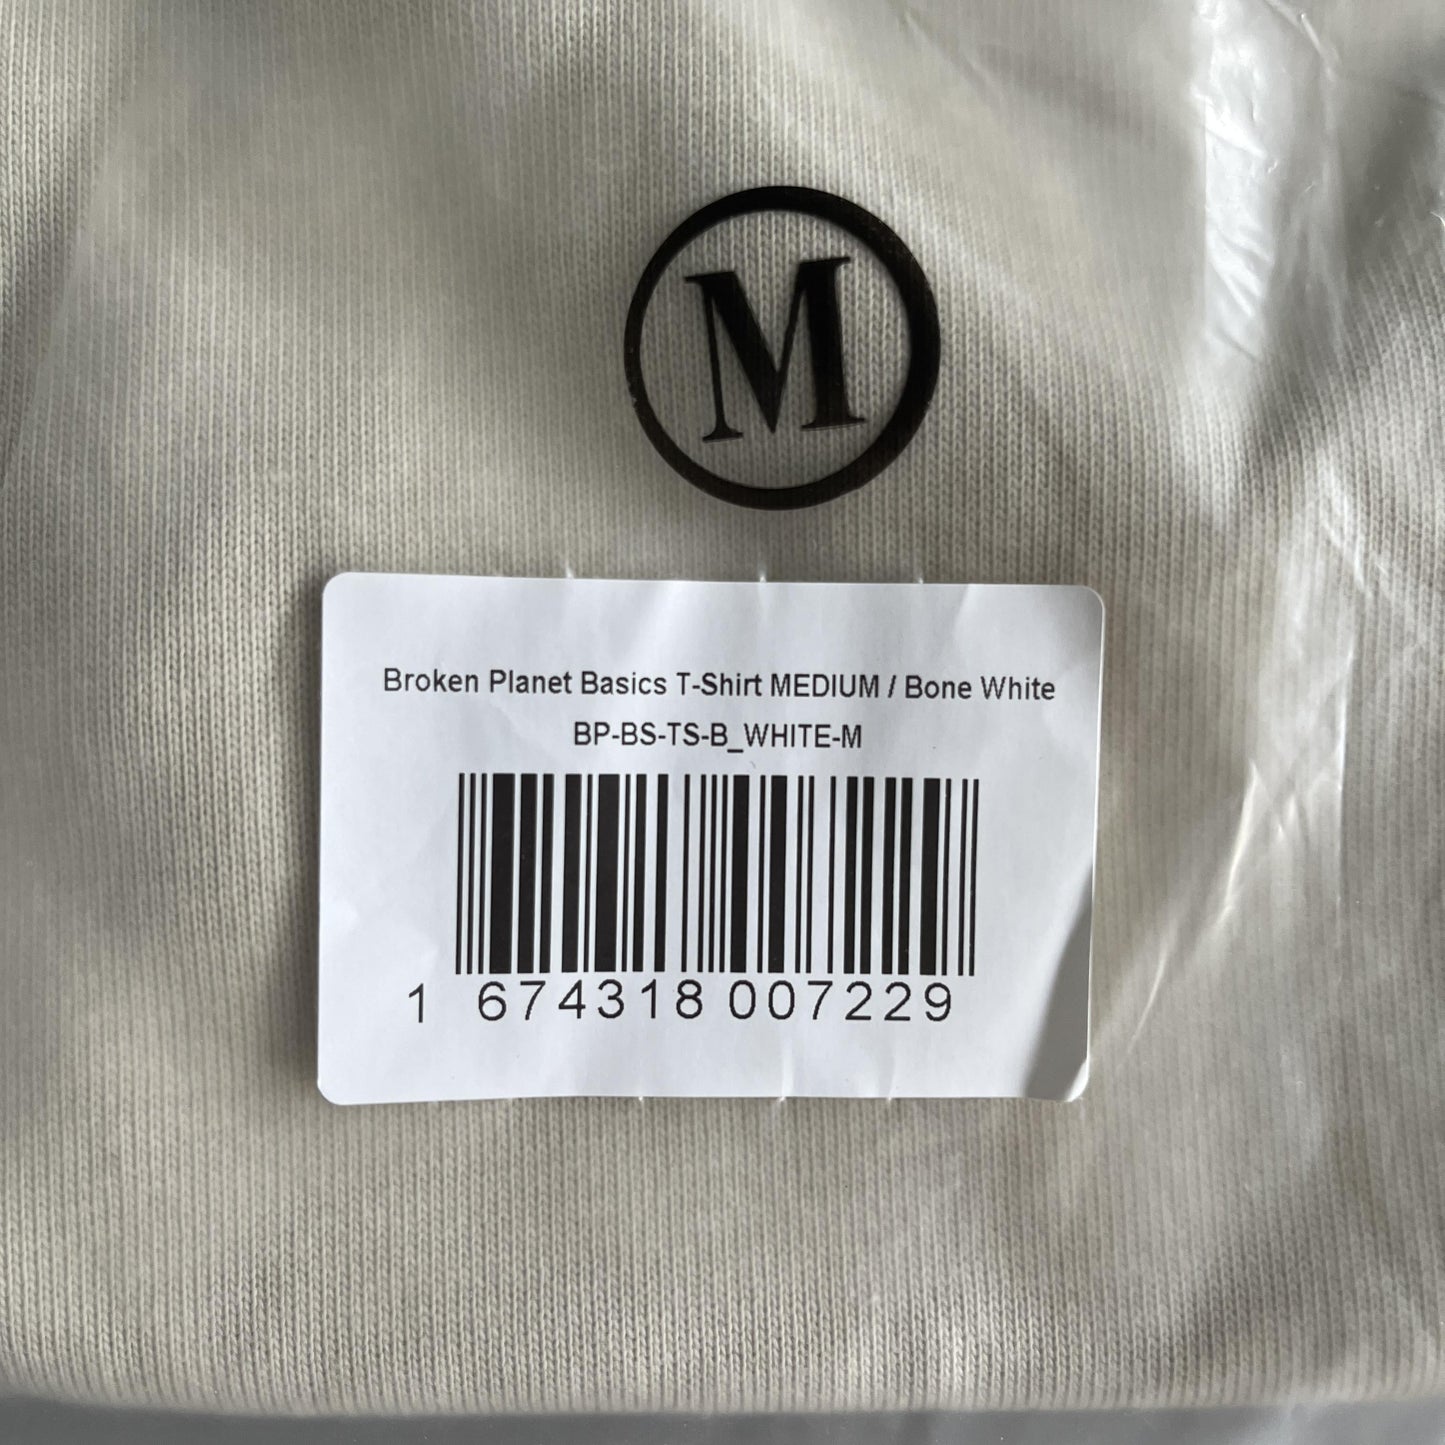 M
Broken Planet Basics T-Shirt MEDIUM / Bone White
BP-BS-TS-B_WHITE-M
1 674318 007229